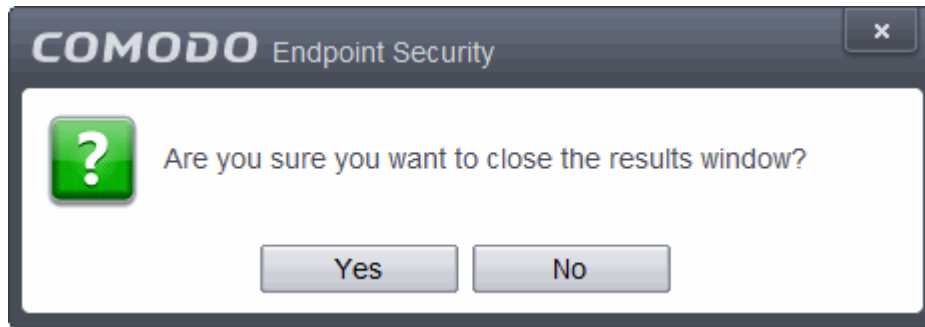 COMODO Endpoint Security
Are you sure you want to close the results window?
Yes No